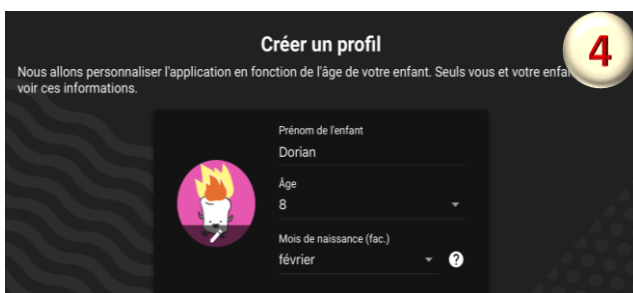 Créer un profil
4
Nous allons personnaliser l'application en fonction de l'âge de votre enfant. Seuls vous et votre enfa
voir ces informations.
Prénom de l'enfant
Dorian
Âge
8
Mois de naissance (fac.)
février
?